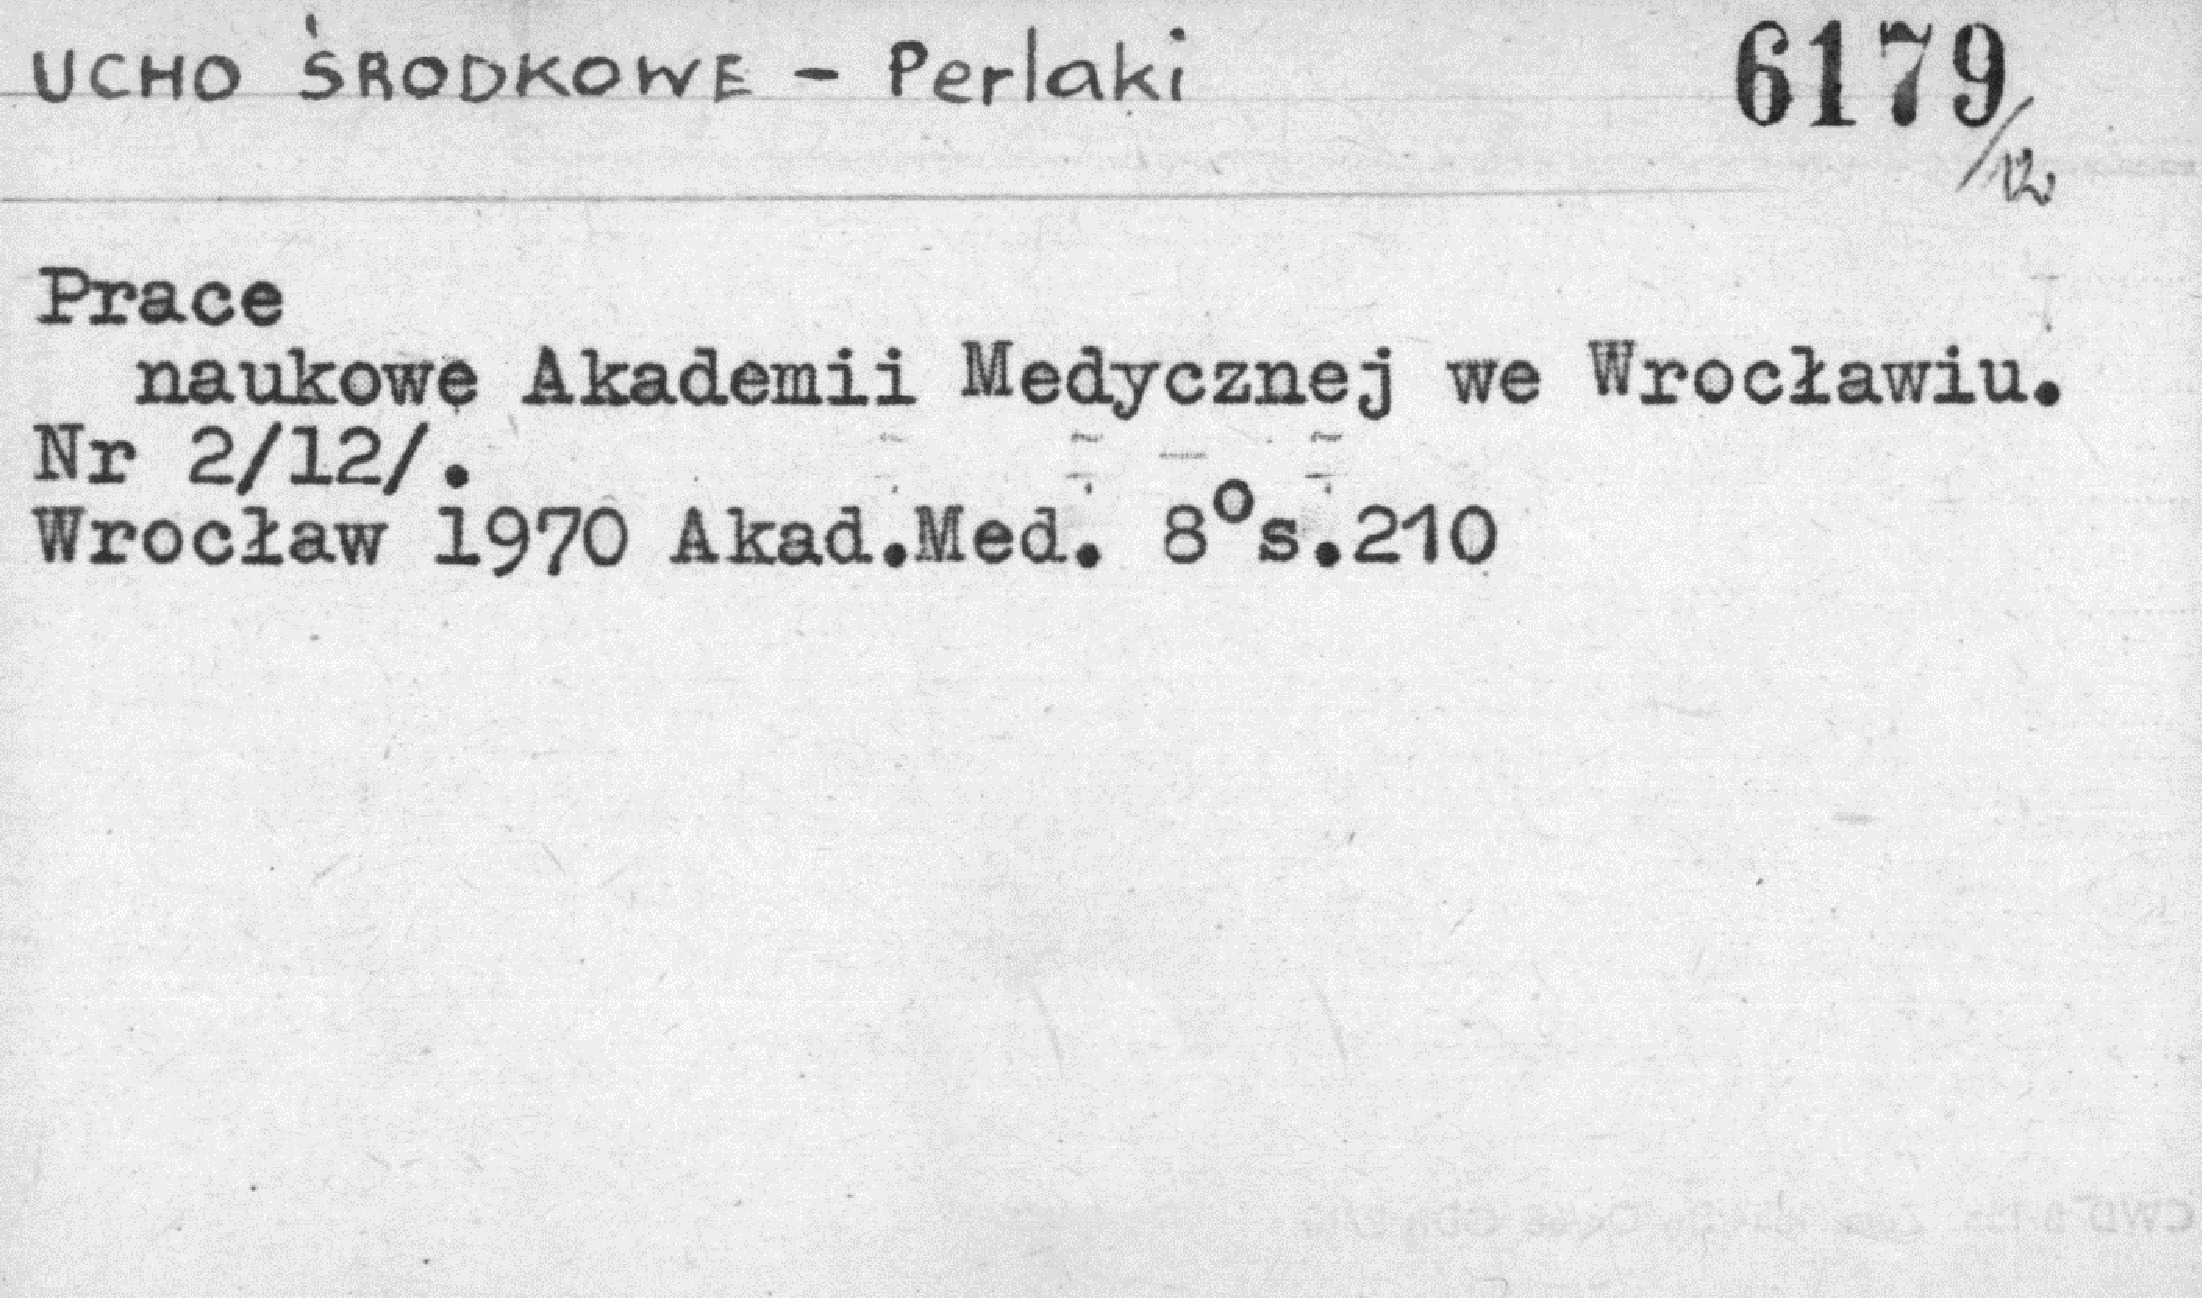 UCHO ŚRODKOWE - Perlaki
6179/12
Prace
naukowe Akademii Medycznej we Wrocławiu.
Nr 2/12/.
Wrocław 1970 Akad.Med. 8°s.210